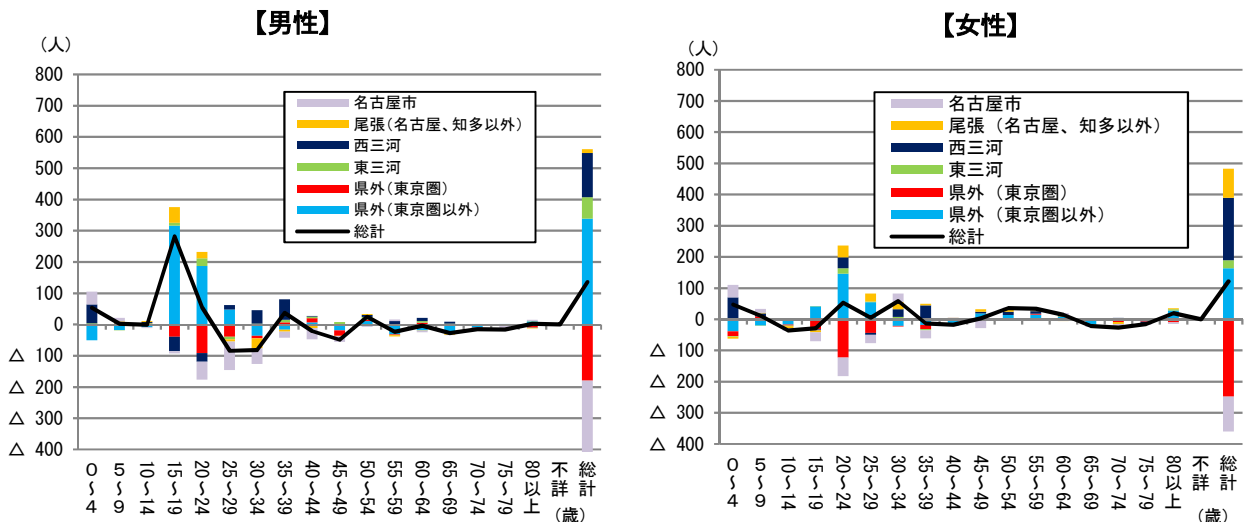 【男性】
（人）
800
700
600
500
400
300
200
100
0
△ 100
△ 200
△ 300
△ 400
名古屋市
尾張（名古屋、知多以外）
西三河
東三河
県外（東京圏）
県外（東京圏以外）
総計
0～4
5～9
10～14
15～19
20～24
25～29
30～34
35～39
40～44
45～49
50～54
55～59
60～64
65～69
70～74
75～79
80以上
不詳
総計
（歳）
【女性】
（人）
800
700
600
500
400
300
200
100
0
△ 100
△ 200
△ 300
△ 400
名古屋市
尾張（名古屋、知多以外）
西三河
東三河
県外（東京圏）
県外（東京圏以外）
総計
0～4
5～9
10～14
15～19
20～24
25～29
30～34
35～39
40～44
45～49
50～54
55～59
60～64
65～69
70～74
75～79
80以上
不詳
総計
（歳）